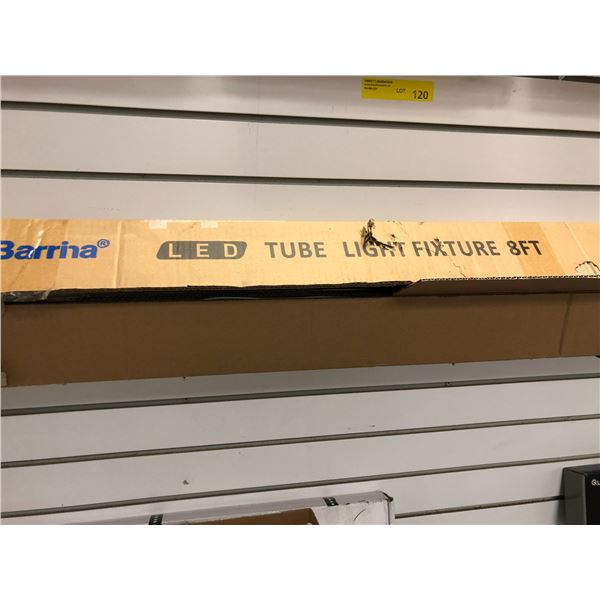 LOT 120
Barrina® LED TUBE LIGHT FIXTURE 8FT